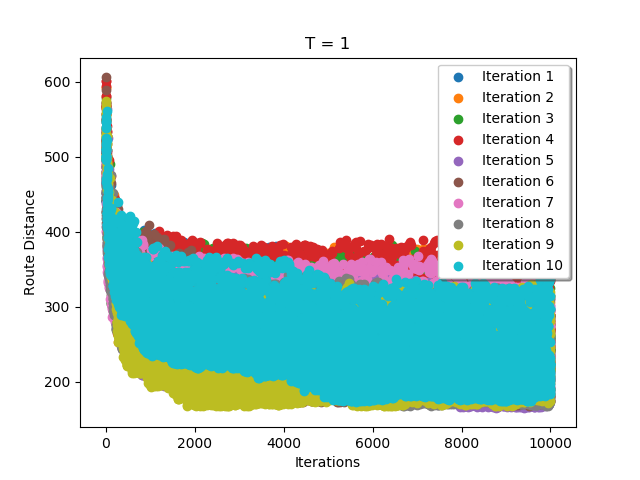 T = 1
600
500
400
300
200
Route Distance
0
2000
4000
6000
8000
10000
Iterations
Iteration 1
Iteration 2
Iteration 3
Iteration 4
Iteration 5
Iteration 6
Iteration 7
Iteration 8
Iteration 9
Iteration 10